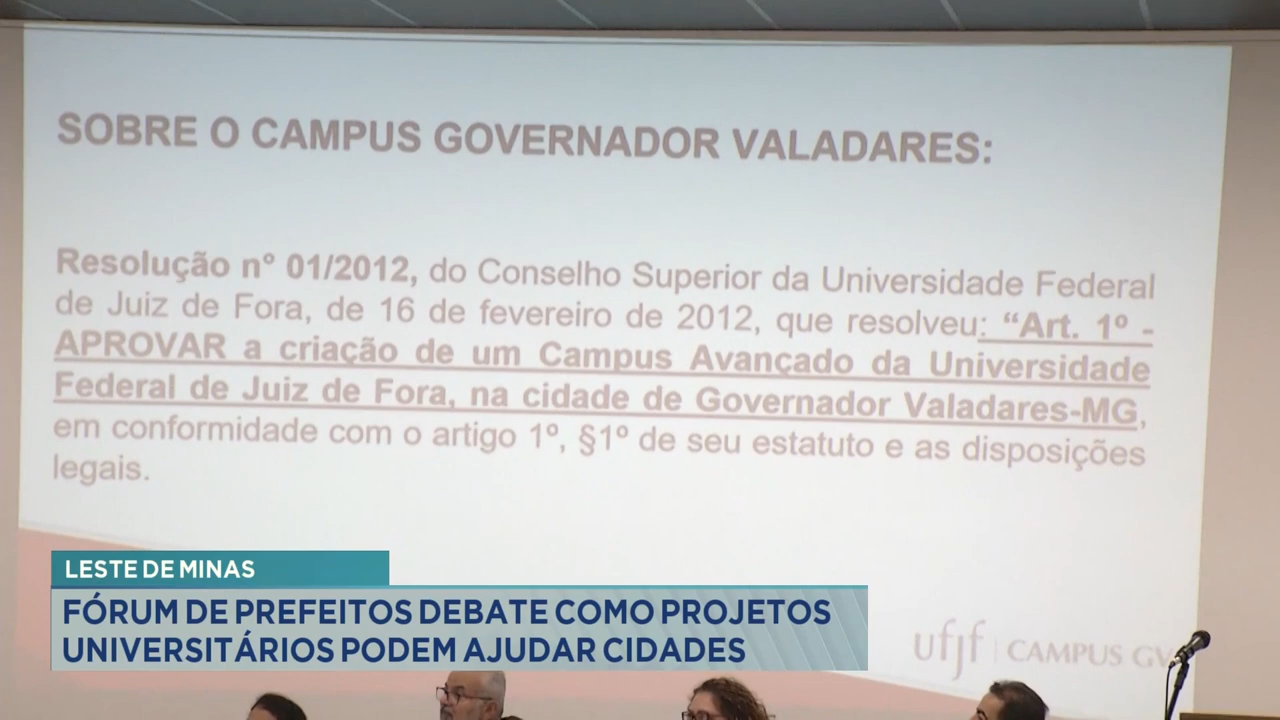 SOBRE O CAMPUS GOVERNADOR VALADARES:
Resolução n° 01/2012, do Conselho Superior da Universidade Federal
de Juiz de Fora, de 16 de fevereiro de 2012, que resolveu: “Art. 1º -
APROVAR a criação de um Campus Avançado da Universidade
Federal de Juiz de Fora, na cidade de Governador Valadares-MG,
em conformidade com o artigo 1º, §1º de seu estatuto e as disposições
legais.
LESTE DE MINAS
FÓRUM DE PREFEITOS DEBATE COMO PROJETOS
UNIVERSITÁRIOS PODEM AJUDAR CIDADES
ufjf | CAMPUS GV